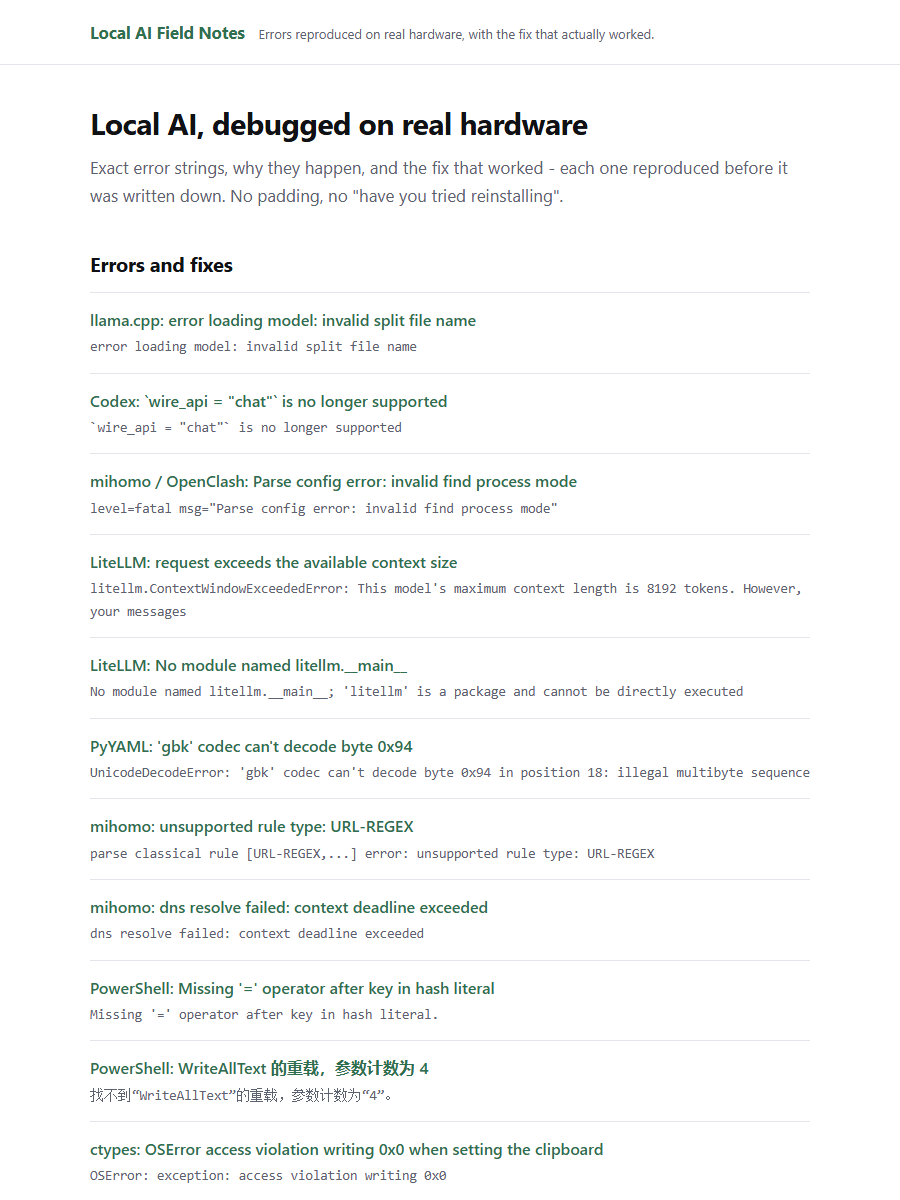 Local AI Field Notes Errors reproduced on real hardware, with the fix that actually worked.
Local AI, debugged on real hardware
Exact error strings, why they happen, and the fix that worked - each one reproduced before it
was written down. No padding, no "have you tried reinstalling".
Errors and fixes
llama.cpp: error loading model: invalid split file name
error loading model: invalid split file name
Codex: `wire_api = "chat"` is no longer supported
`wire_api = "chat"` is no longer supported
mihomo / OpenClash: Parse config error: invalid find process mode
level=fatal msg="Parse config error: invalid find process mode"
LiteLLM: request exceeds the available context size
litellm.ContextWindowExceededError: This model's maximum context length is 8192 tokens. However,
your messages
LiteLLM: No module named litellm.__main__
No module named litellm.__main__; 'litellm' is a package and cannot be directly executed
PyYAML: 'gbk' codec can't decode byte 0x94
UnicodeDecodeError: 'gbk' codec can't decode byte 0x94 in position 18: illegal multibyte sequence
mihomo: unsupported rule type: URL-REGEX
parse classical rule [URL-REGEX,...] error: unsupported rule type: URL-REGEX
mihomo: dns resolve failed: context deadline exceeded
dns resolve failed: context deadline exceeded
PowerShell: Missing '=' operator after key in hash literal
Missing '=' operator after key in hash literal.
PowerShell: WriteAllText 的重载，参数计数为 4
找不到“WriteAllText”的重载，参数计数为“4”。
ctypes: OSError access violation writing 0x0 when setting the clipboard
OSError: exception: access violation writing 0x0